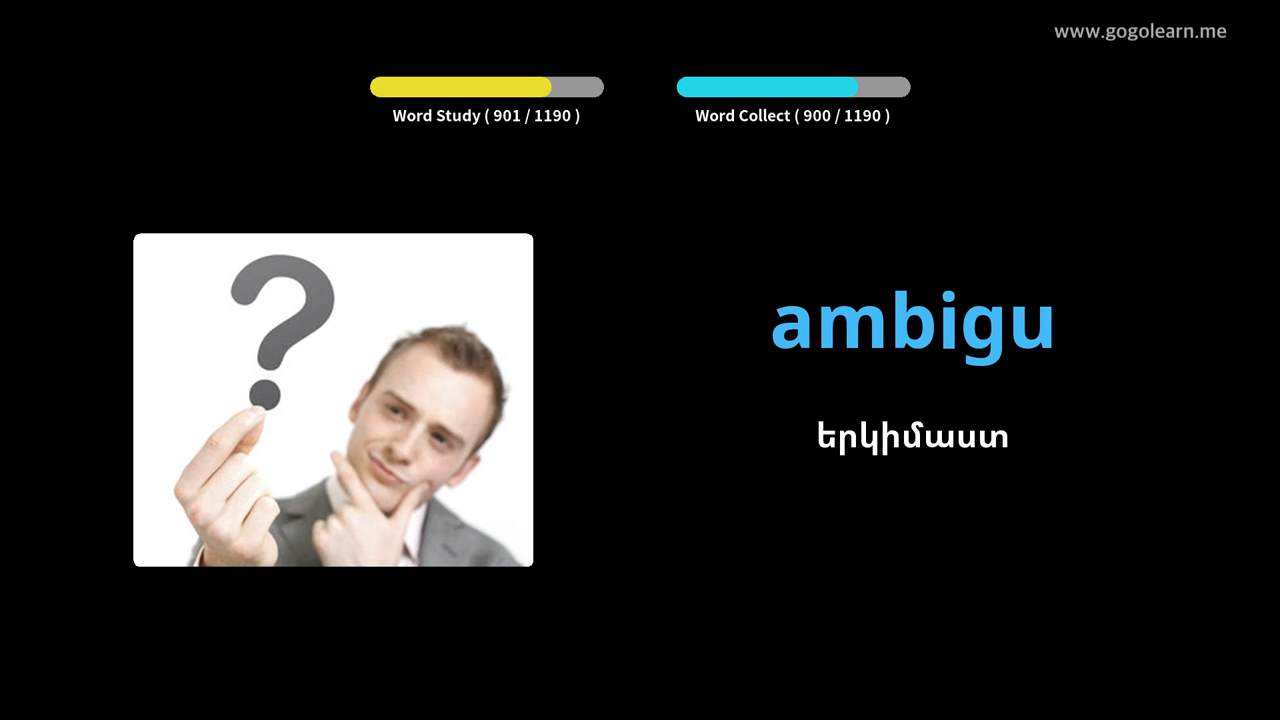 www.gogolearn.me
Word Study ( 901 / 1190 )
Word Collect ( 900 / 1190 )
?
ambigu
երկիմաստ